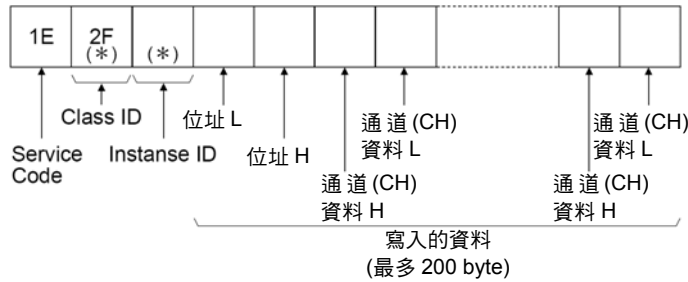 1E
2F
(*)
(*)
Class ID
位址 L
通 道 (CH)
資料 L
通 道 (CH)
資料 L
Service
Code
Instanse ID
位址 H
通 道 (CH)
資料 H
通 道 (CH)
資料 H
寫入的資料
(最多 200 byte)